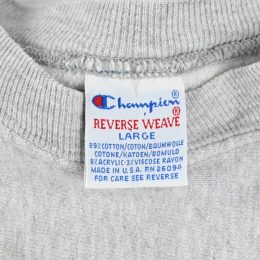 Champion®
REVERSE WEAVE®
LARGE
89% COTTON/COTON/BAUMWOLLE
COTONE/KATOEN/BOMULD
8% ACRYLIC·3% VISCOSE RAYON
MADE IN U.S.A. RN 26094
FOR CARE SEE REVERSE